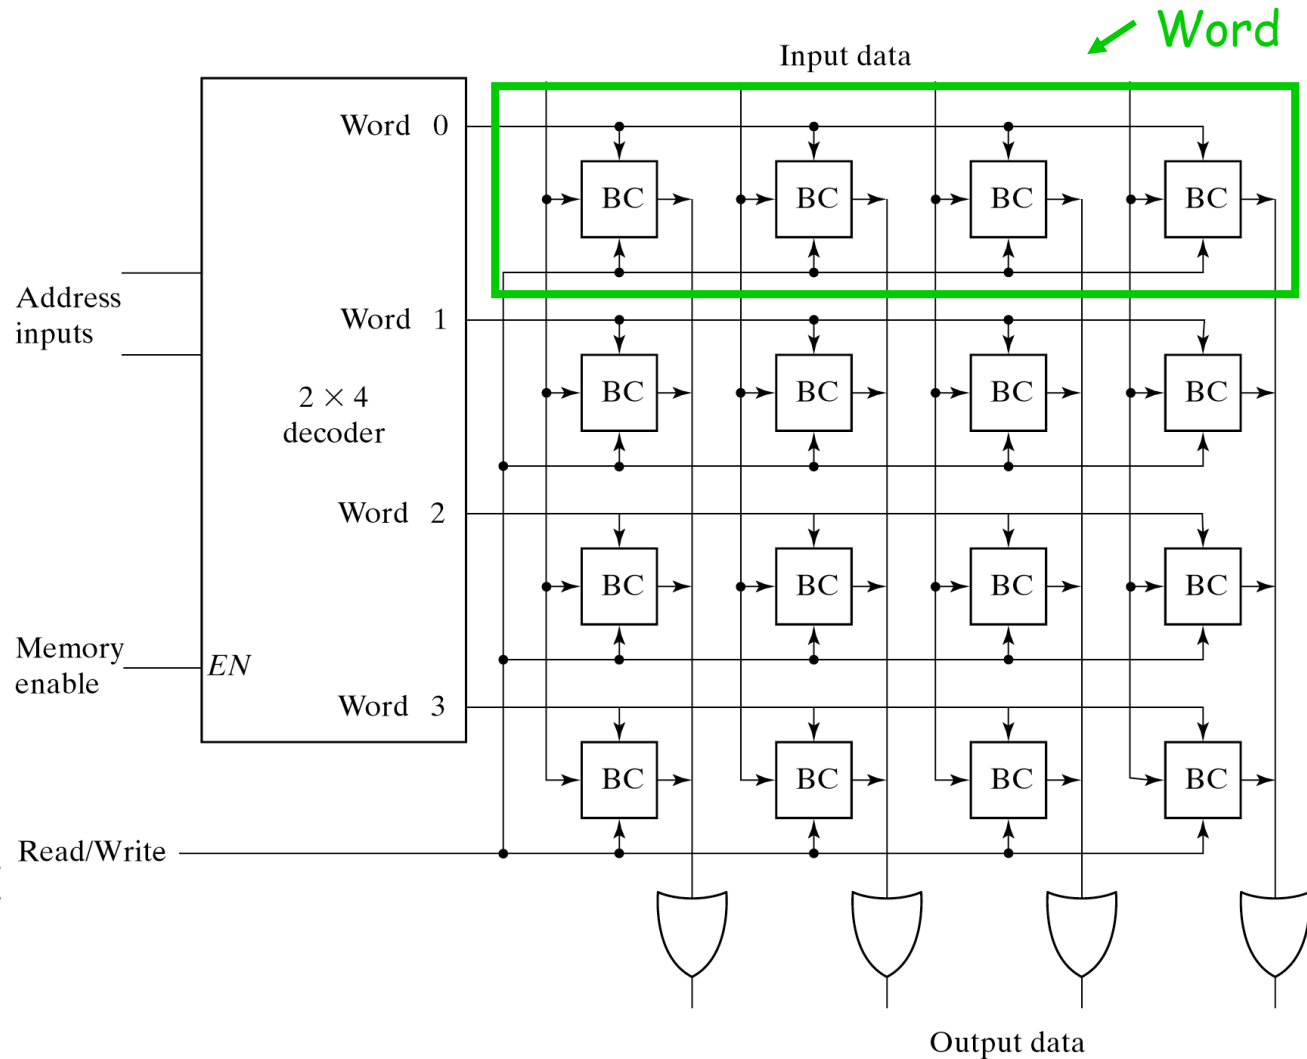 Word
Input data
Word 0
BC BC BC BC
Address
inputs
Word 1
BC BC BC BC
2 × 4
decoder
Word 2
BC BC BC BC
Memory
enable
EN
Word 3
BC BC BC BC
Read/Write
Output data